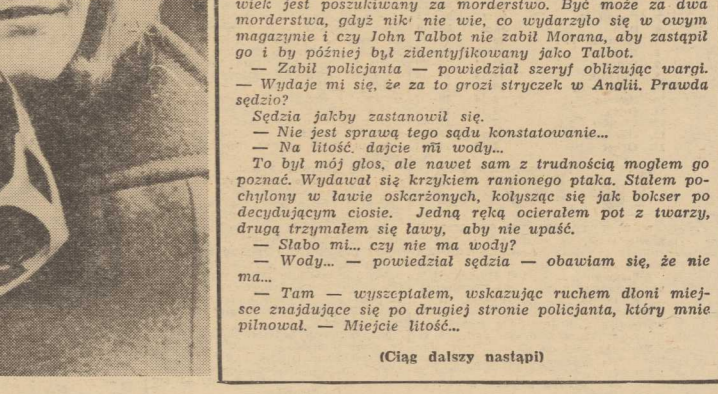 wiek jest poszukiwany za morderstwo. Być może za dwa
morderstwa, gdyż nik nie wie, co wydarzyło się w owym
magazynie i czy John Talbot nie zabił Morana, aby zastąpił
go i by później był zidentyfikowany jako Talbot.
— Zabił policjanta — powiedział szeryf oblizując wargi.
— Wydaje mi się, że za to grozi stryczek w Anglii. Prawda
sędzio?
Sędzia jakby zastanowił się.
— Nie jest sprawą tego sądu konstatowanie...
— Na litość. dajcie mi wody...
To był mój głos, ale nawet sam z trudnością mogłem go
poznać. Wydawał się krzykiem ranionego ptaka. Stałem po-
chylony w ławie oskarżonych, kołysząc się jak bokser po
decydującym ciosie. Jedną ręką ocierałem pot z twarzy,
drugą trzymałem się ławy, aby nie upaść.
— Słabo mi... czy nie ma wody?
— Wody... — powiedział sędzia — obawiam się, że nie
ma...
— Tam — wyszeptałem, wskazując ruchem dłoni miej-
sce znajdujące się po drugiej stronie policjanta, który mnie
pilnował. — Miejcie litość...
(Ciąg dalszy nastąpi)